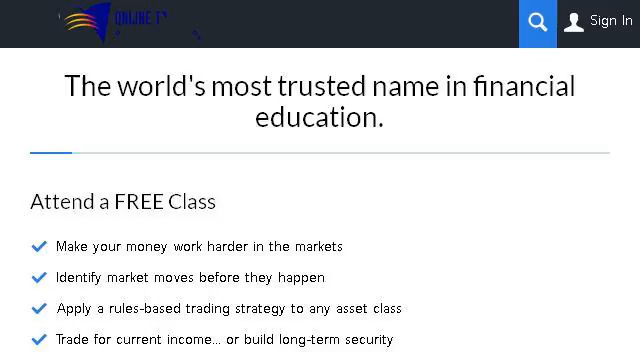 ONLINE
Sign In
The world's most trusted name in financial
education.
Attend a FREE Class
Make your money work harder in the markets
Identify market moves before they happen
Apply a rules-based trading strategy to any asset class
Trade for current income... or build long-term security